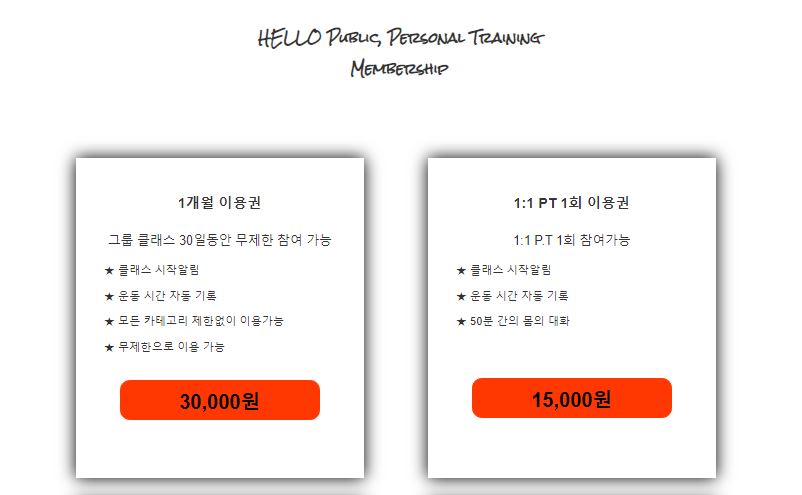 HELLO Public, Personal Training
Membership
1개월 이용권
그룹 클래스 30일동안 무제한 참여 가능
★ 클래스 시작알림
★ 운동 시간 자동 기록
★ 모든 카테고리 제한없이 이용가능
★ 무제한으로 이용 가능
30,000원
1:1 PT 1회 이용권
1:1 P.T 1회 참여가능
★ 클래스 시작알림
★ 운동 시간 자동 기록
★ 50분 간의 몸의 대화
15,000원